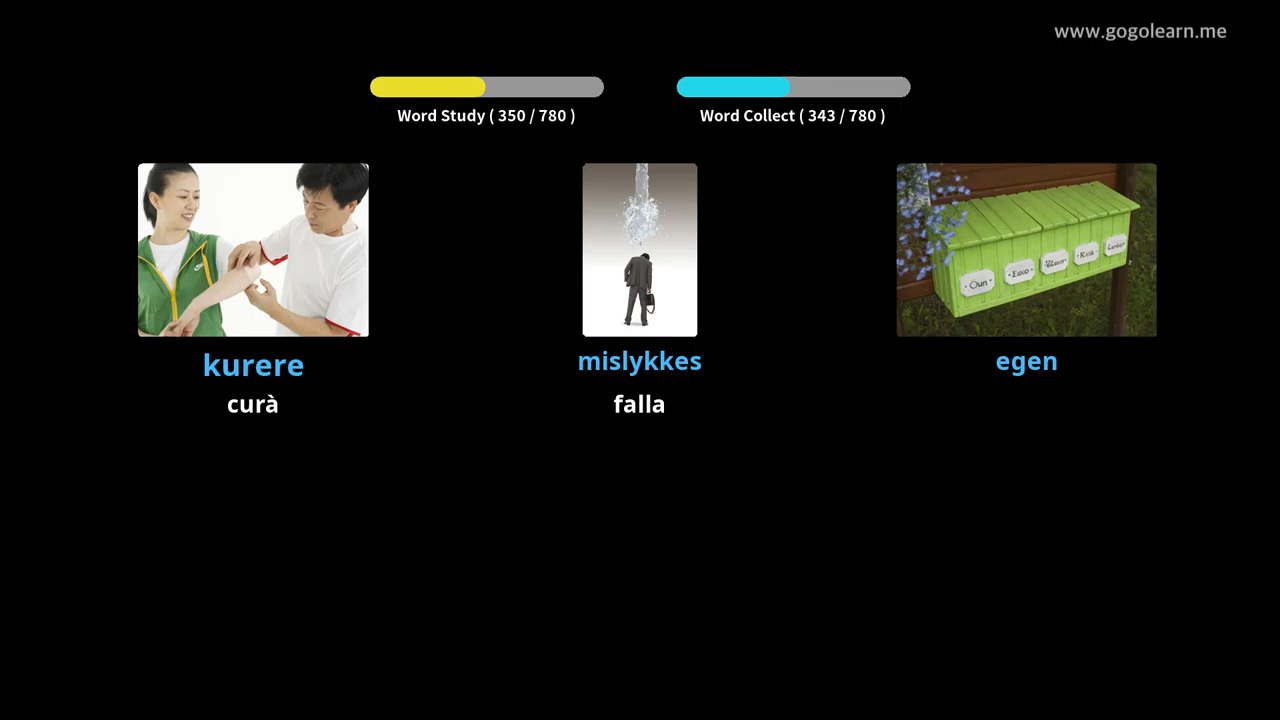 www.gogolearn.me
Word Study ( 350 / 780 )
Word Collect ( 343 / 780 )
kurere
curà
mislykkes
falla
egen